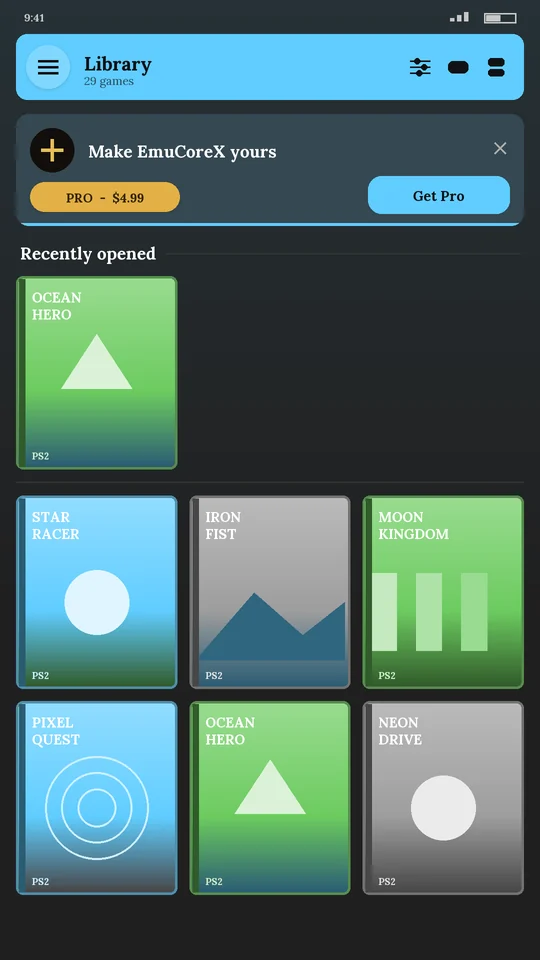 9:41
Library
29 games
Make EmuCoreX yours
PRO - $4.99
Get Pro
Recently opened
OCEAN
HERO
PS2
STAR
RACER
PS2
IRON
FIST
PS2
MOON
KINGDOM
PS2
PIXEL
QUEST
PS2
OCEAN
HERO
PS2
NEON
DRIVE
PS2